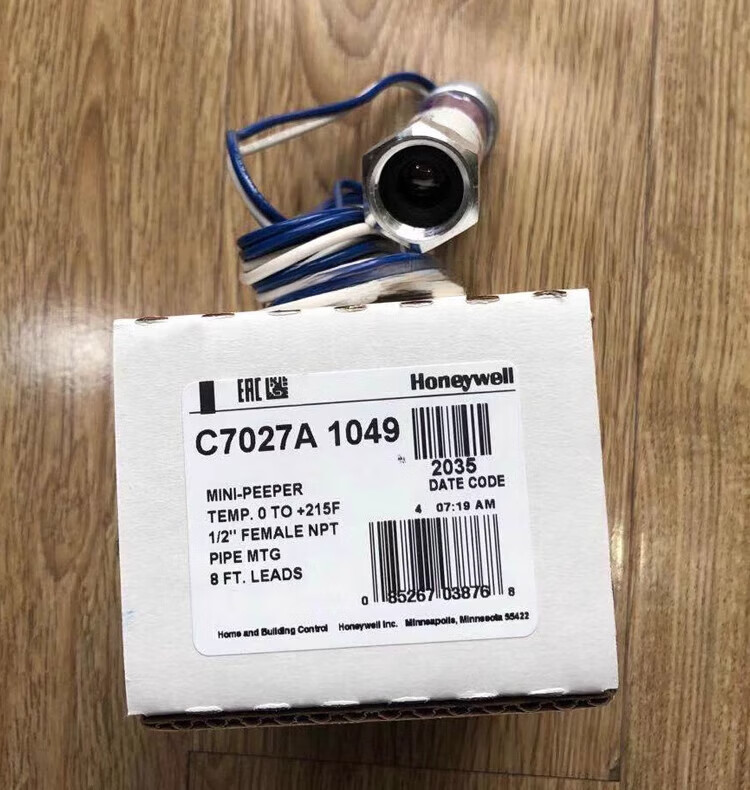 EAC
Honeywell
C7027A 1049
2035
DATE CODE
4 07:19 AM
MINI-PEEPER
TEMP. 0 TO +215F
1/2" FEMALE NPT
PIPE MTG
8 FT. LEADS
0 85267 03876 8
Home and Building Control Honeywell Inc. Minneapolis, Minnesota 55422